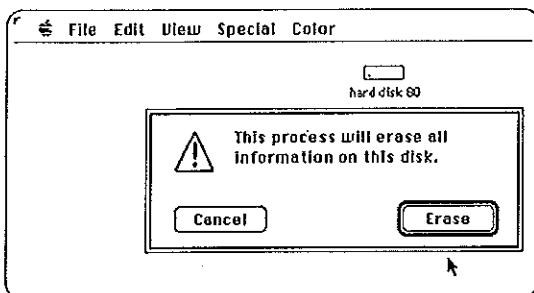 File Edit View Special Color
hard disk 80
This process will erase all
information on this disk.
Cancel Erase